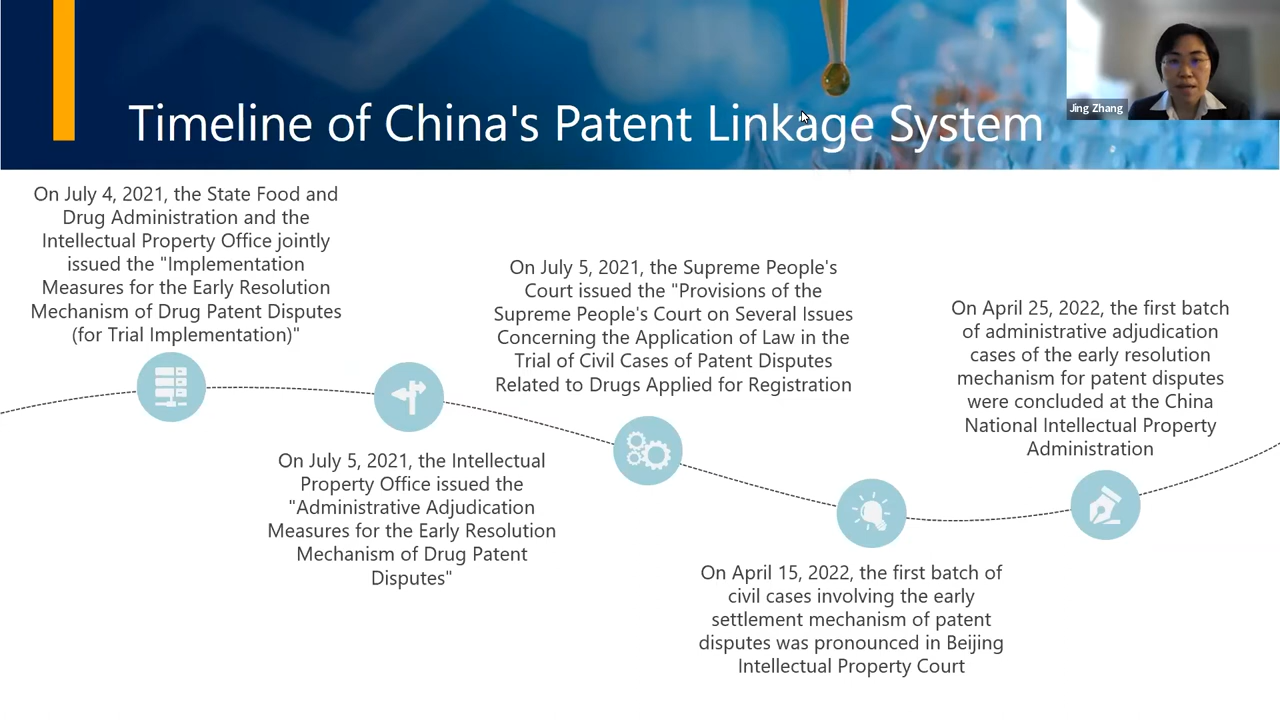 Timeline of China's Patent Linkage System
Jing Zhang
On July 4, 2021, the State Food and
Drug Administration and the
Intellectual Property Office jointly
issued the "Implementation
Measures for the Early Resolution
Mechanism of Drug Patent Disputes
(for Trial Implementation)"
On July 5, 2021, the Intellectual
Property Office issued the
"Administrative Adjudication
Measures for the Early Resolution
Mechanism of Drug Patent
Disputes"
On July 5, 2021, the Supreme People's
Court issued the "Provisions of the
Supreme People's Court on Several Issues
Concerning the Application of Law in the
Trial of Civil Cases of Patent Disputes
Related to Drugs Applied for Registration
On April 15, 2022, the first batch of
civil cases involving the early
settlement mechanism of patent
disputes was pronounced in Beijing
Intellectual Property Court
On April 25, 2022, the first batch
of administrative adjudication
cases of the early resolution
mechanism for patent disputes
were concluded at the China
National Intellectual Property
Administration